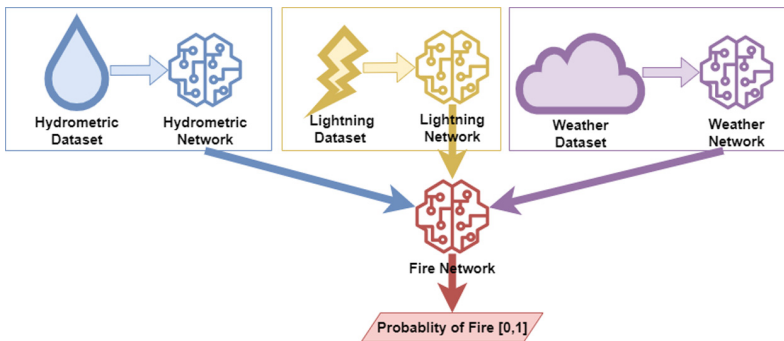 Hydrometric
Dataset
Hydrometric
Network
Lightning
Dataset
Lightning
Network
Weather
Dataset
Weather
Network
Fire Network
Probablity of Fire [0,1]